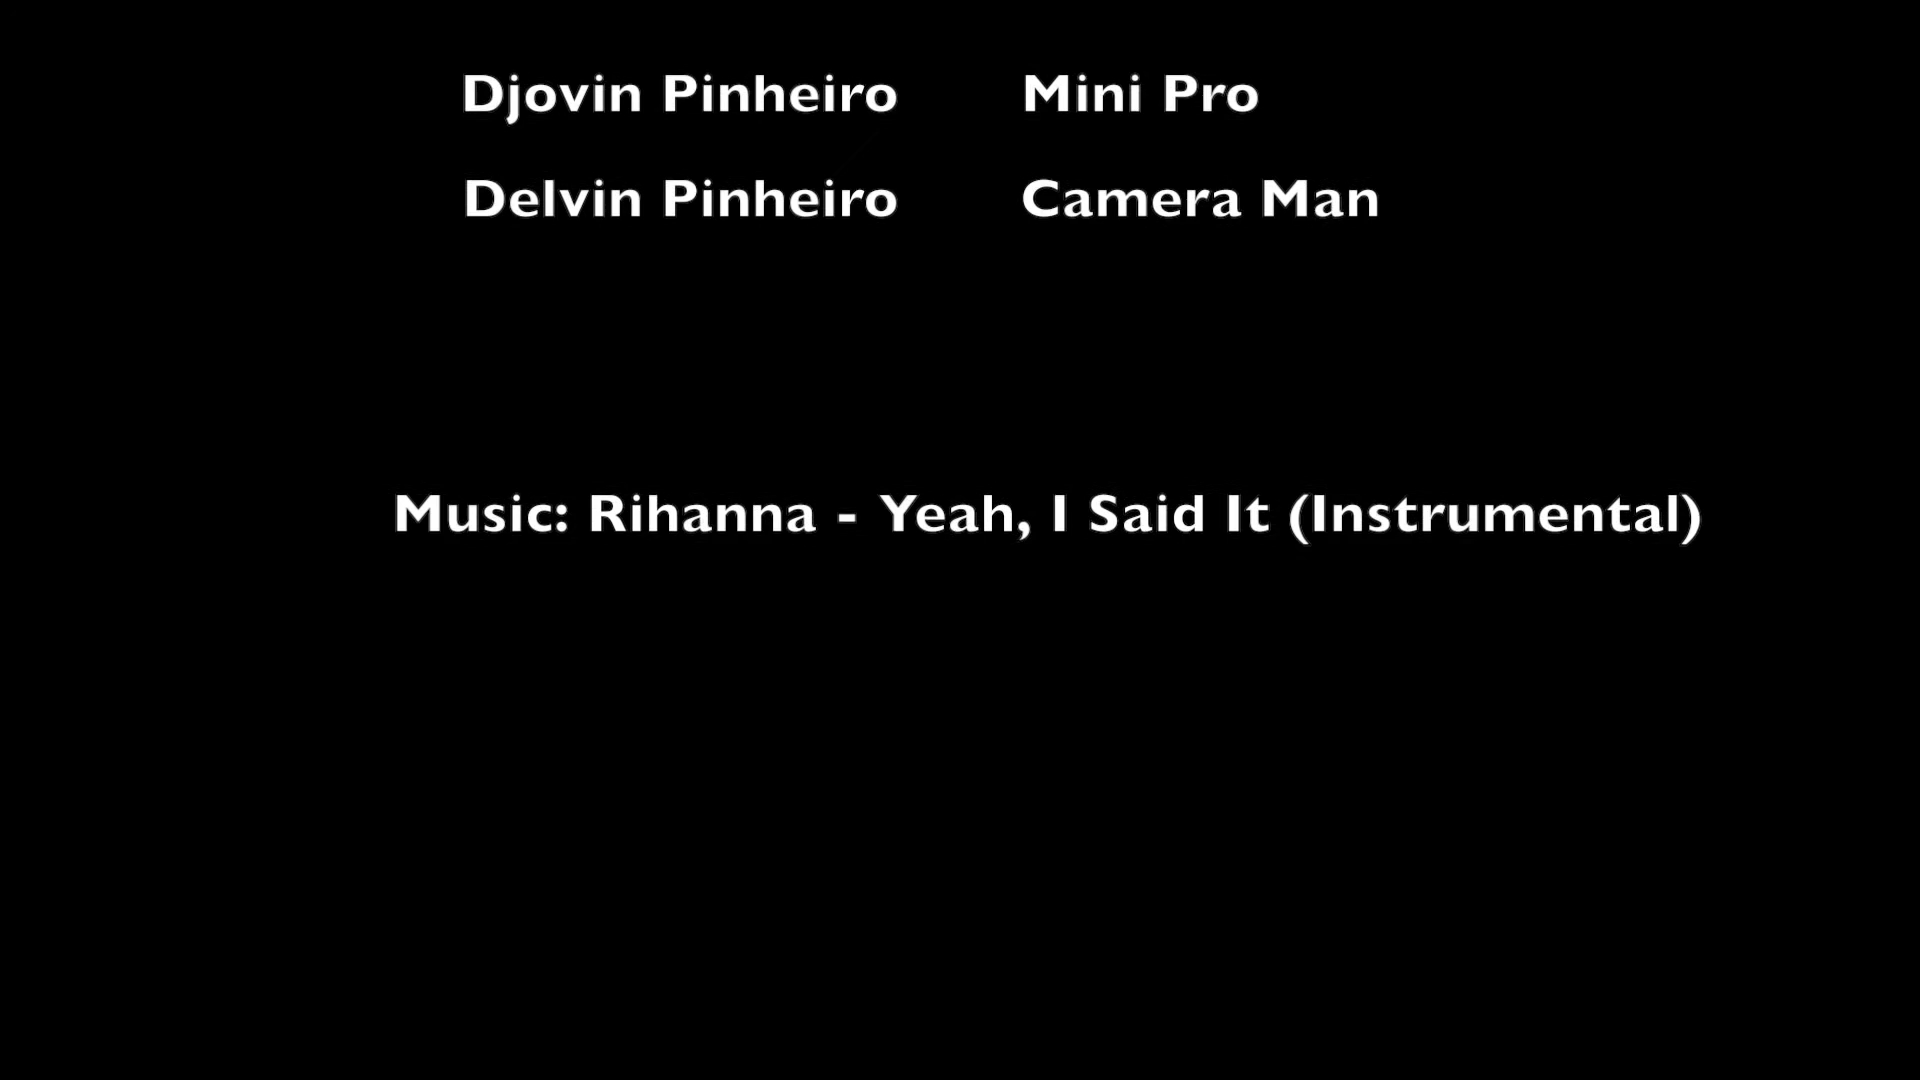 Djovin Pinheiro Mini Pro
Delvin Pinheiro Camera Man
Music: Rihanna - Yeah, I Said It (Instrumental)